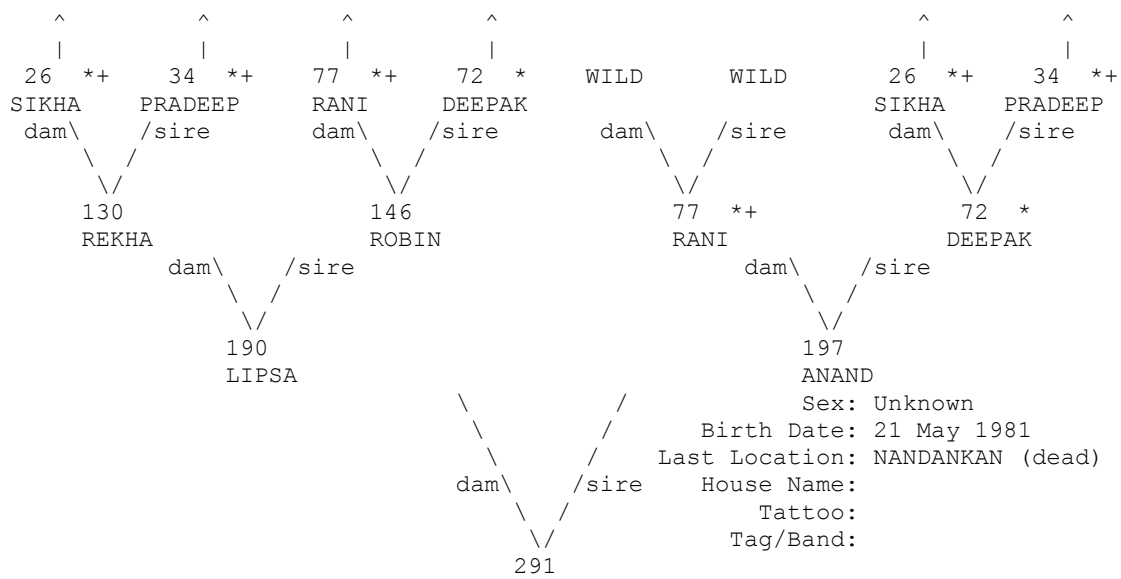 ^ ^ ^ ^ ^ ^
| | | | | |
26 *+ 34 *+ 77 *+ 72 * WILD WILD 26 *+ 34 *+
SIKHA PRADEEP RANI DEEPAK SIKHA PRADEEP
dam\ /sire dam\ /sire dam\ /sire dam\ /sire
\ / \ / \ / \ /
\/ \/ \/ \/
130 146 77 *+ 72 *
REKHA ROBIN RANI DEEPAK
dam\ /sire dam\ /sire
\ / \ /
\/ \/
190 197
LIPSA ANAND
\ / Sex: Unknown
\ / Birth Date: 21 May 1981
\ / Last Location: NANDANKAN (dead)
dam\ /sire House Name:
\ / Tattoo:
\/ Tag/Band:
291